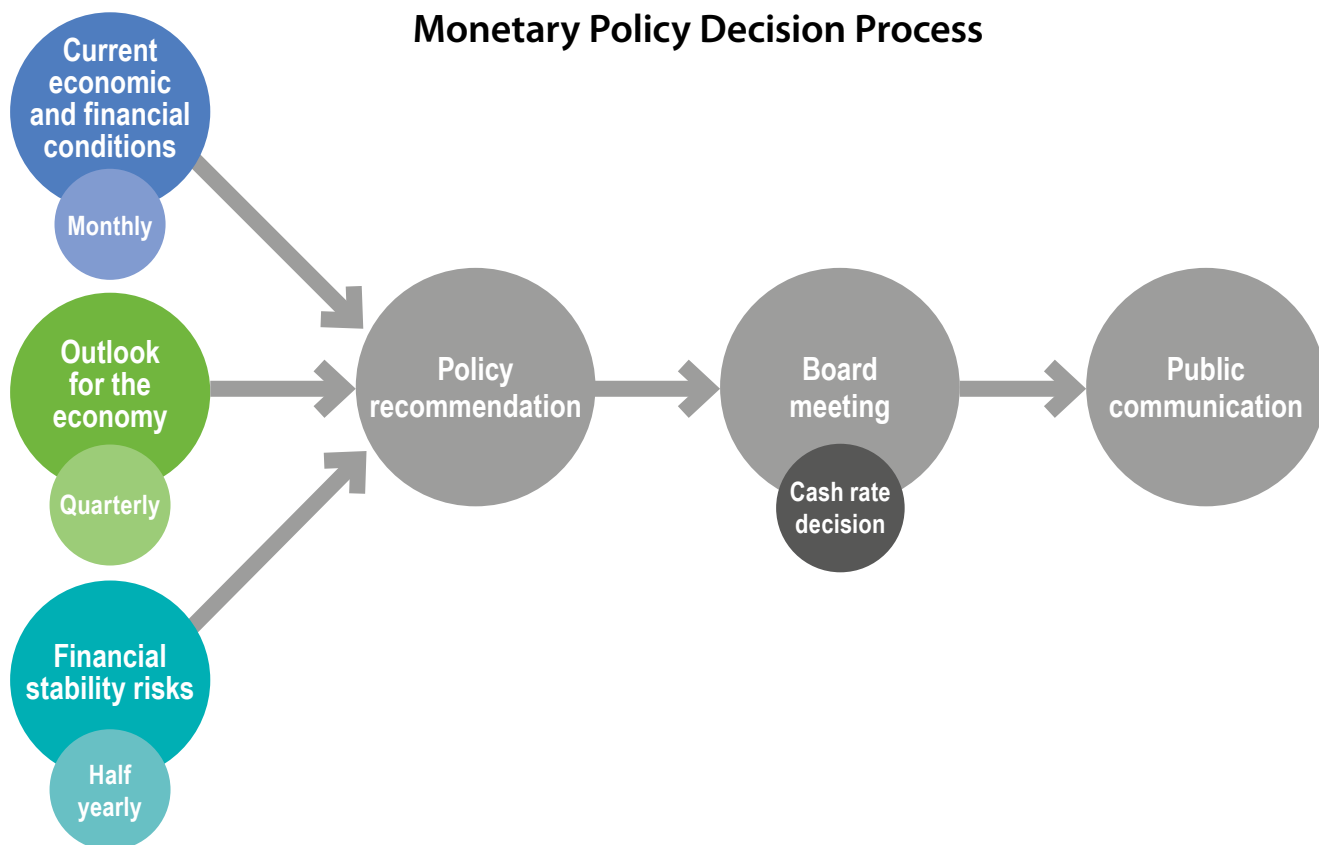 Monetary Policy Decision Process
Current
economic
and financial
conditions
Monthly
Outlook
for the
economy
Quarterly
Financial
stability risks
Half
yearly
Policy
recommendation
Board
meeting
Cash rate
decision
Public
communication